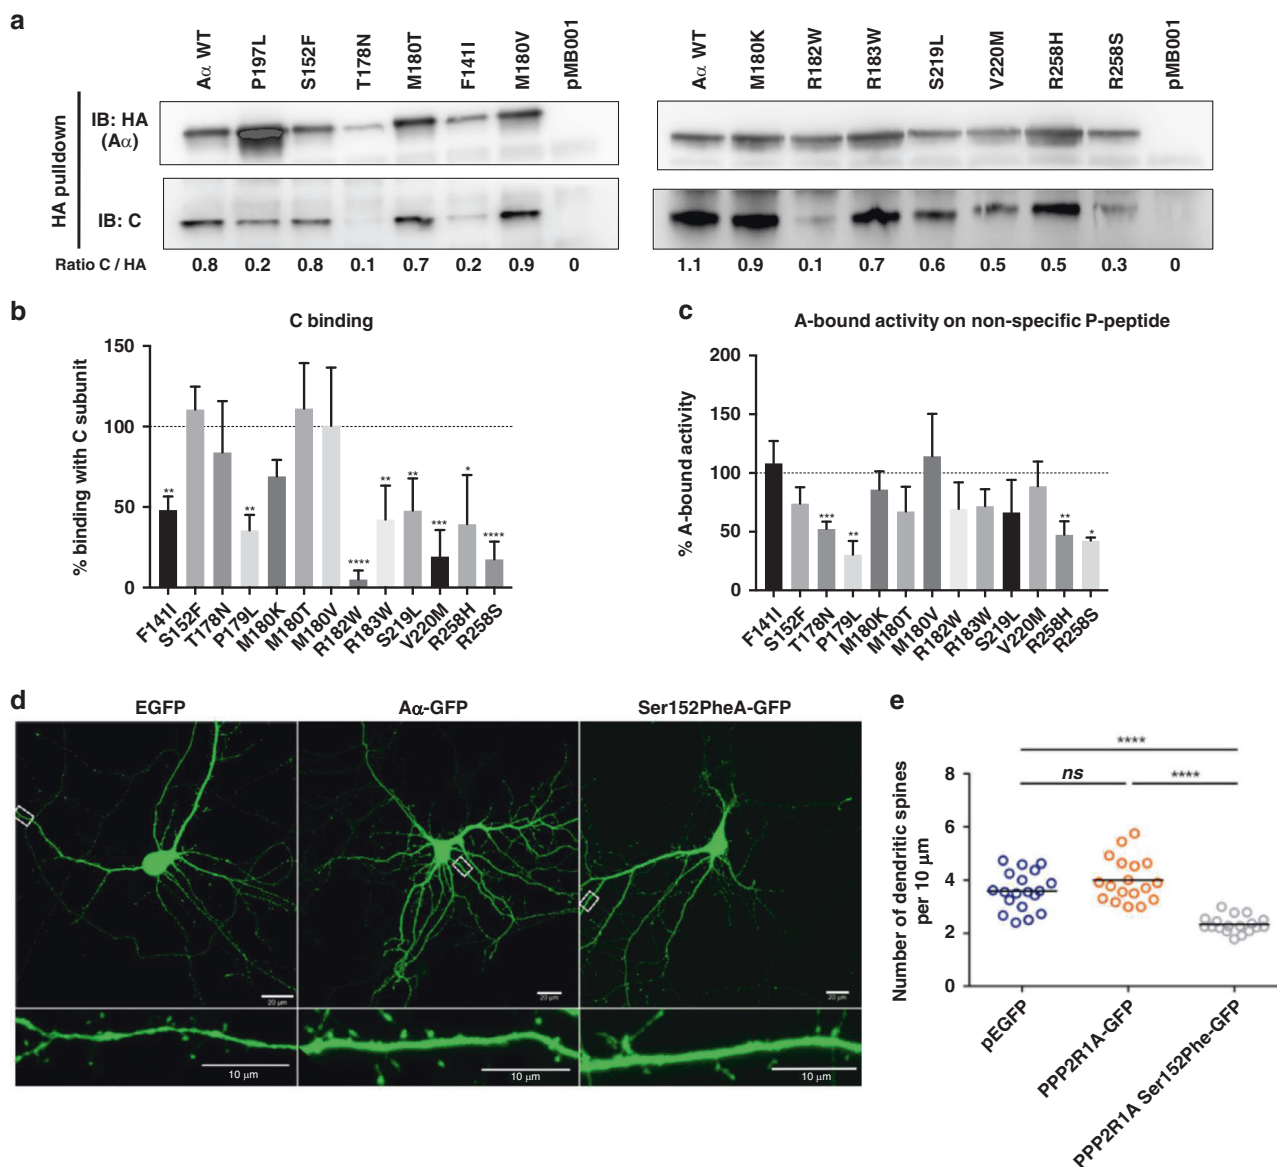 a
Aα WT P197L S152F T178N M180T F141I M180V pMB001
Aα WT M180K R182W R183W S219L V220M R258H R258S pMB001
HA pulldown
IB: HA
(Aα)
IB: C
Ratio C / HA 0.8 0.2 0.8 0.1 0.7 0.2 0.9 0 1.1 0.9 0.1 0.7 0.6 0.5 0.5 0.3 0
b
C binding
% binding with C subunit
150
100
50
0
** ** **** ** ** *** * ****
F141I S152F T178N P179L M180K M180T M180V R182W R183W S219L V220M R258H R258S
c
A-bound activity on non-specific P-peptide
% A-bound activity
200
150
100
50
0
*** ** ** *
F141I S152F T178N P179L M180K M180T M180V R182W R183W S219L V220M R258H R258S
d
EGFP Aα-GFP Ser152PheA-GFP
20 μm 20 μm 20 μm
10 μm 10 μm 10 μm
e
Number of dendritic spines
per 10 μm
****
ns ****
8
6
4
2
0
pEGFP PPP2R1A-GFP PPP2R1A Ser152Phe-GFP